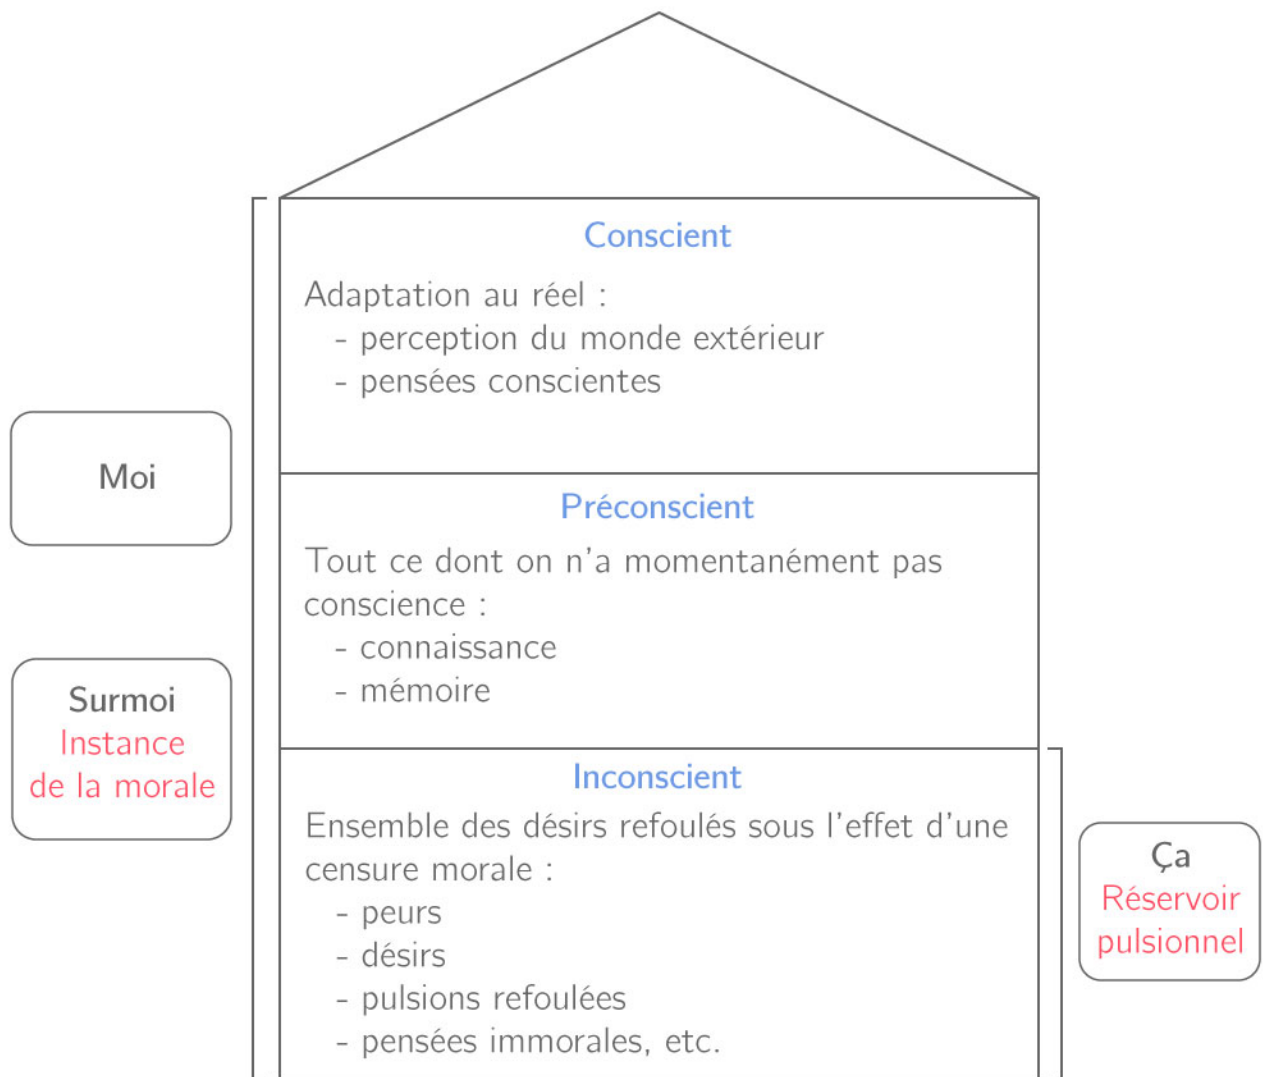 Conscient
Adaptation au réel :
- perception du monde extérieur
- pensées conscientes
Moi
Préconscient
Tout ce dont on n'a momentanément pas
conscience :
- connaissance
- mémoire
Surmoi
Instance
de la morale
Inconscient
Ensemble des désirs refoulés sous l'effet d'une
censure morale :
- peurs
- désirs
- pulsions refoulées
- pensées immorales, etc.
Ça
Réservoir
pulsionnel